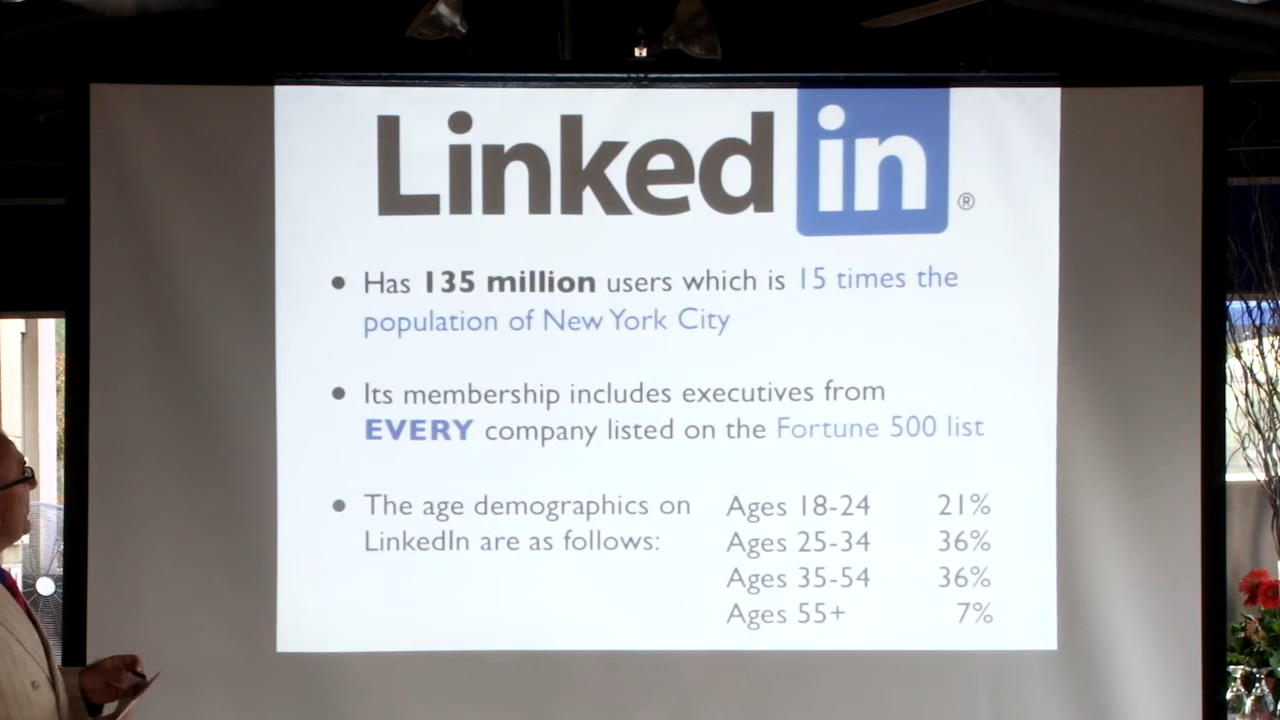 Linked in ®
• Has 135 million users which is 15 times the
population of New York City
• Its membership includes executives from
EVERY company listed on the Fortune 500 list
• The age demographics on Ages 18-24 21%
LinkedIn are as follows: Ages 25-34 36%
Ages 35-54 36%
Ages 55+ 7%